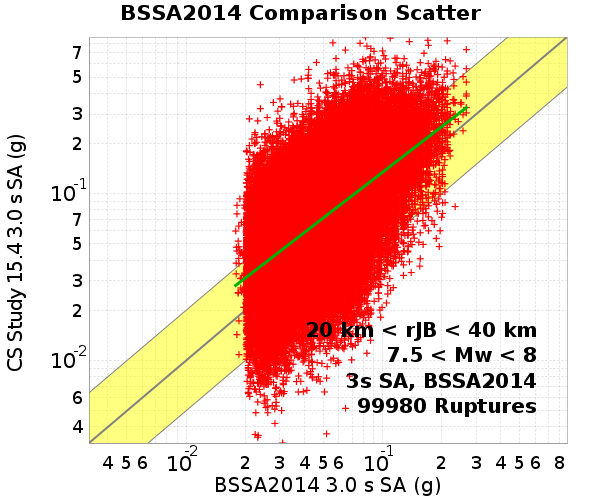 BSSA2014 Comparison Scatter
CS Study 15.4 3.0 s SA (g)
7
5
3
2
10-1
7
5
3
2
10-2
6
4
20 km < rJB < 40 km
7.5 < Mw < 8
3s SA, BSSA2014
99980 Ruptures
4 5 6 10-2 2 3 4 5 6 10-1 2 3 4 5 6 8
BSSA2014 3.0 s SA (g)